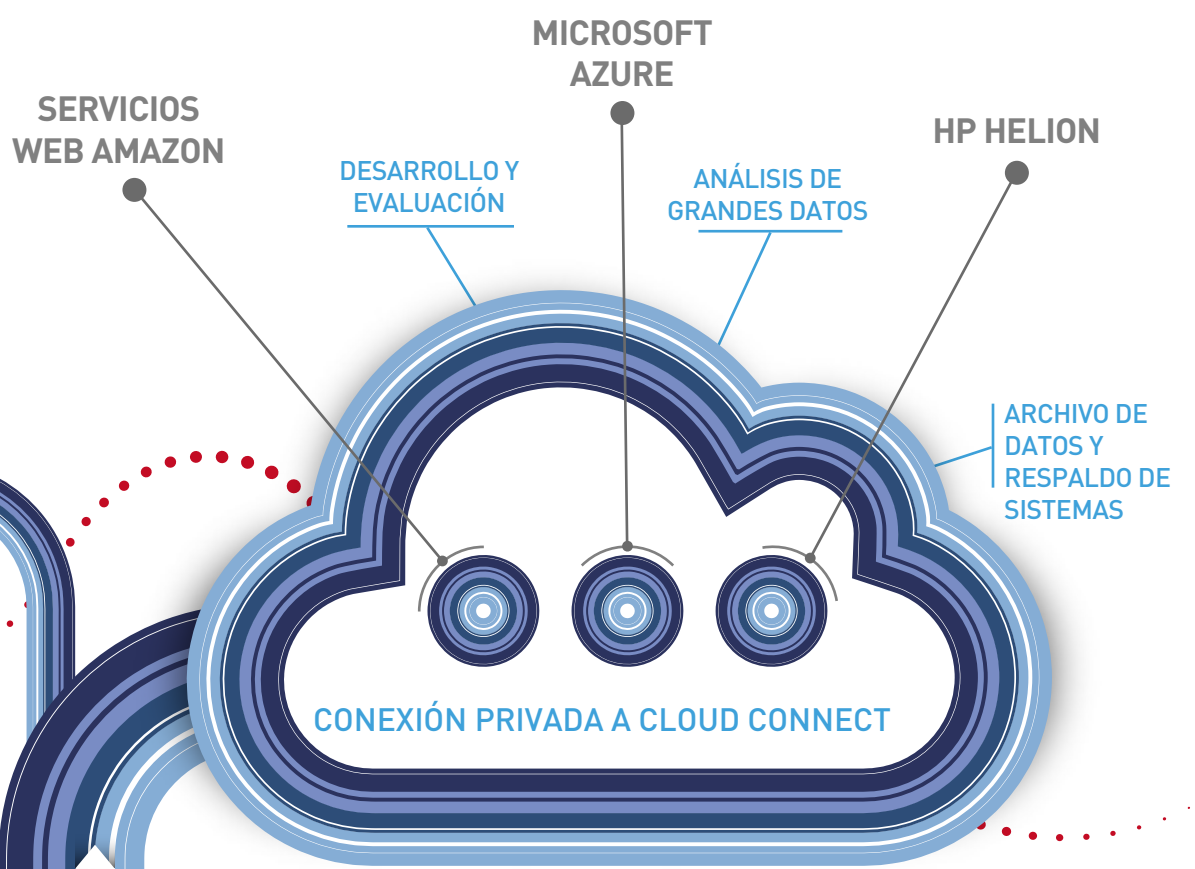 MICROSOFT
AZURE
SERVICIOS
WEB AMAZON
HP HELION
DESARROLLO Y
EVALUACIÓN
ANÁLISIS DE
GRANDES DATOS
ARCHIVO DE
DATOS Y
RESPALDO DE
SISTEMAS
CONEXIÓN PRIVADA A CLOUD CONNECT